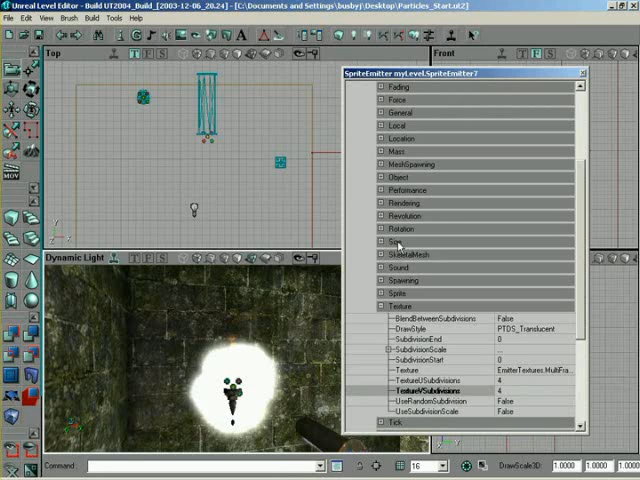 Unreal Level Editor - Build UT2004_Build_[2003-12-06_20.24] - [C:\Documents and Settings\busbyj\Desktop\Particles_Start.ut2]
File Edit View Brush Build Tools Help
Top
Front
SpriteEmitter myLevel.SpriteEmitter7
Fading
Force
General
Local
Location
Mass
MeshSpawning
Object
Performance
Rendering
Revolution
Rotation
SkeletalMesh
Sound
Spawning
Sprite
Texture
BlendBetweenSubdivisions False
DrawStyle PTDS_Translucent
SubdivisionEnd 0
SubdivisionScale ...
SubdivisionStart 0
Texture EmitterTextures.MultiFra...
TextureUSubdivisions 4
TextureVSubdivisions 4
UseRandomSubdivision False
UseSubdivisionScale False
Tick
Dynamic Light
MOV
Command
16
DrawScale3D: 1.0000 1.0000 1.0000